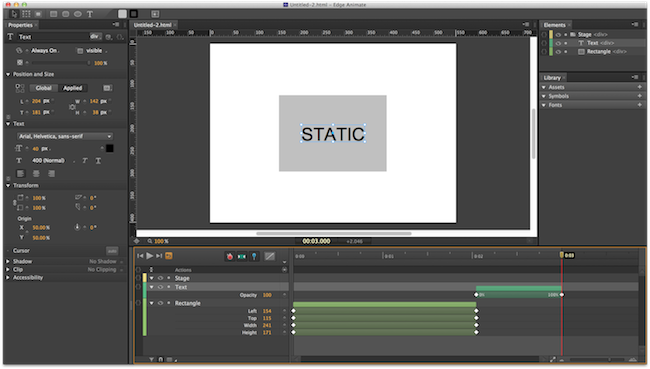 Untitled-2.html - Edge Animate
Properties
Text
div
Always On
visible
100%
Position and Size
Global
Applied
L = 204 px
W = 142 px
T = 181 px
H = 38 px
Text
Arial, Helvetica, sans-serif
40 px
400 (Normal)
T
Transform
100%
0°
100%
0°
Origin
X
50.00%
0°
Y
50.00%
Cursor
auto
Shadow
No Shadow
Clip
No Clipping
Accessibility
Untitled-2.html
150 100 50 0 50 100 150 200 250 300 350 400 450 500 550 600 650 700
STATIC
100%
00:03.000
Elements
Stage <div>
Text <div>
Rectangle <div>
Library
Assets
Symbols
Fonts
0:00
0:01
0:02
0:03
Actions
Stage
Text
Opacity 100
0%
100%
Rectangle
Left 154
Top 115
Width 241
Height 171